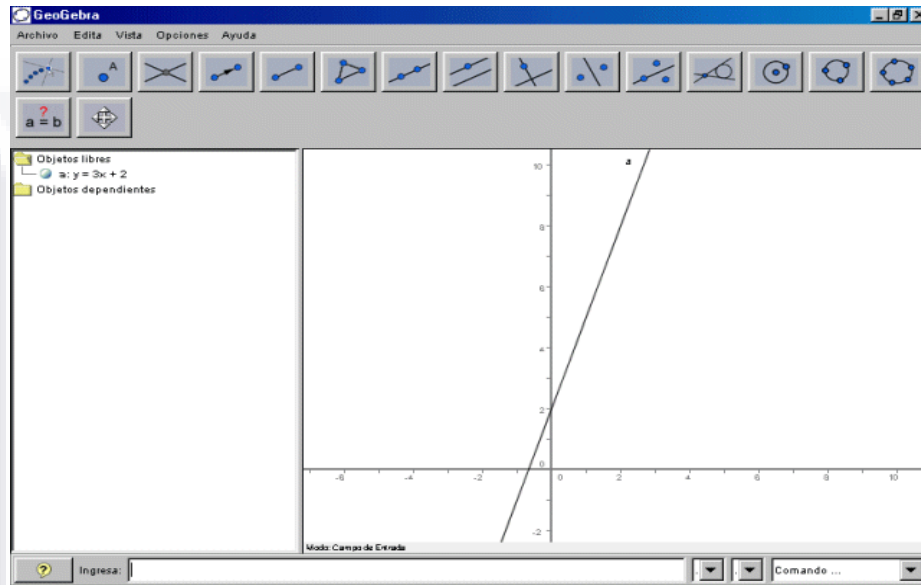 GeoGebra
Archivo Edita Vista Opciones Ayuda
A
?
a = b
Objetos libres
a: y = 3x + 2
Objetos dependientes
a
10
8
6
4
2
0
-2
-6 -4 -2 0 2 4 6 8 10
Modo: Campo de Entrada
? Ingresa: Comando ...